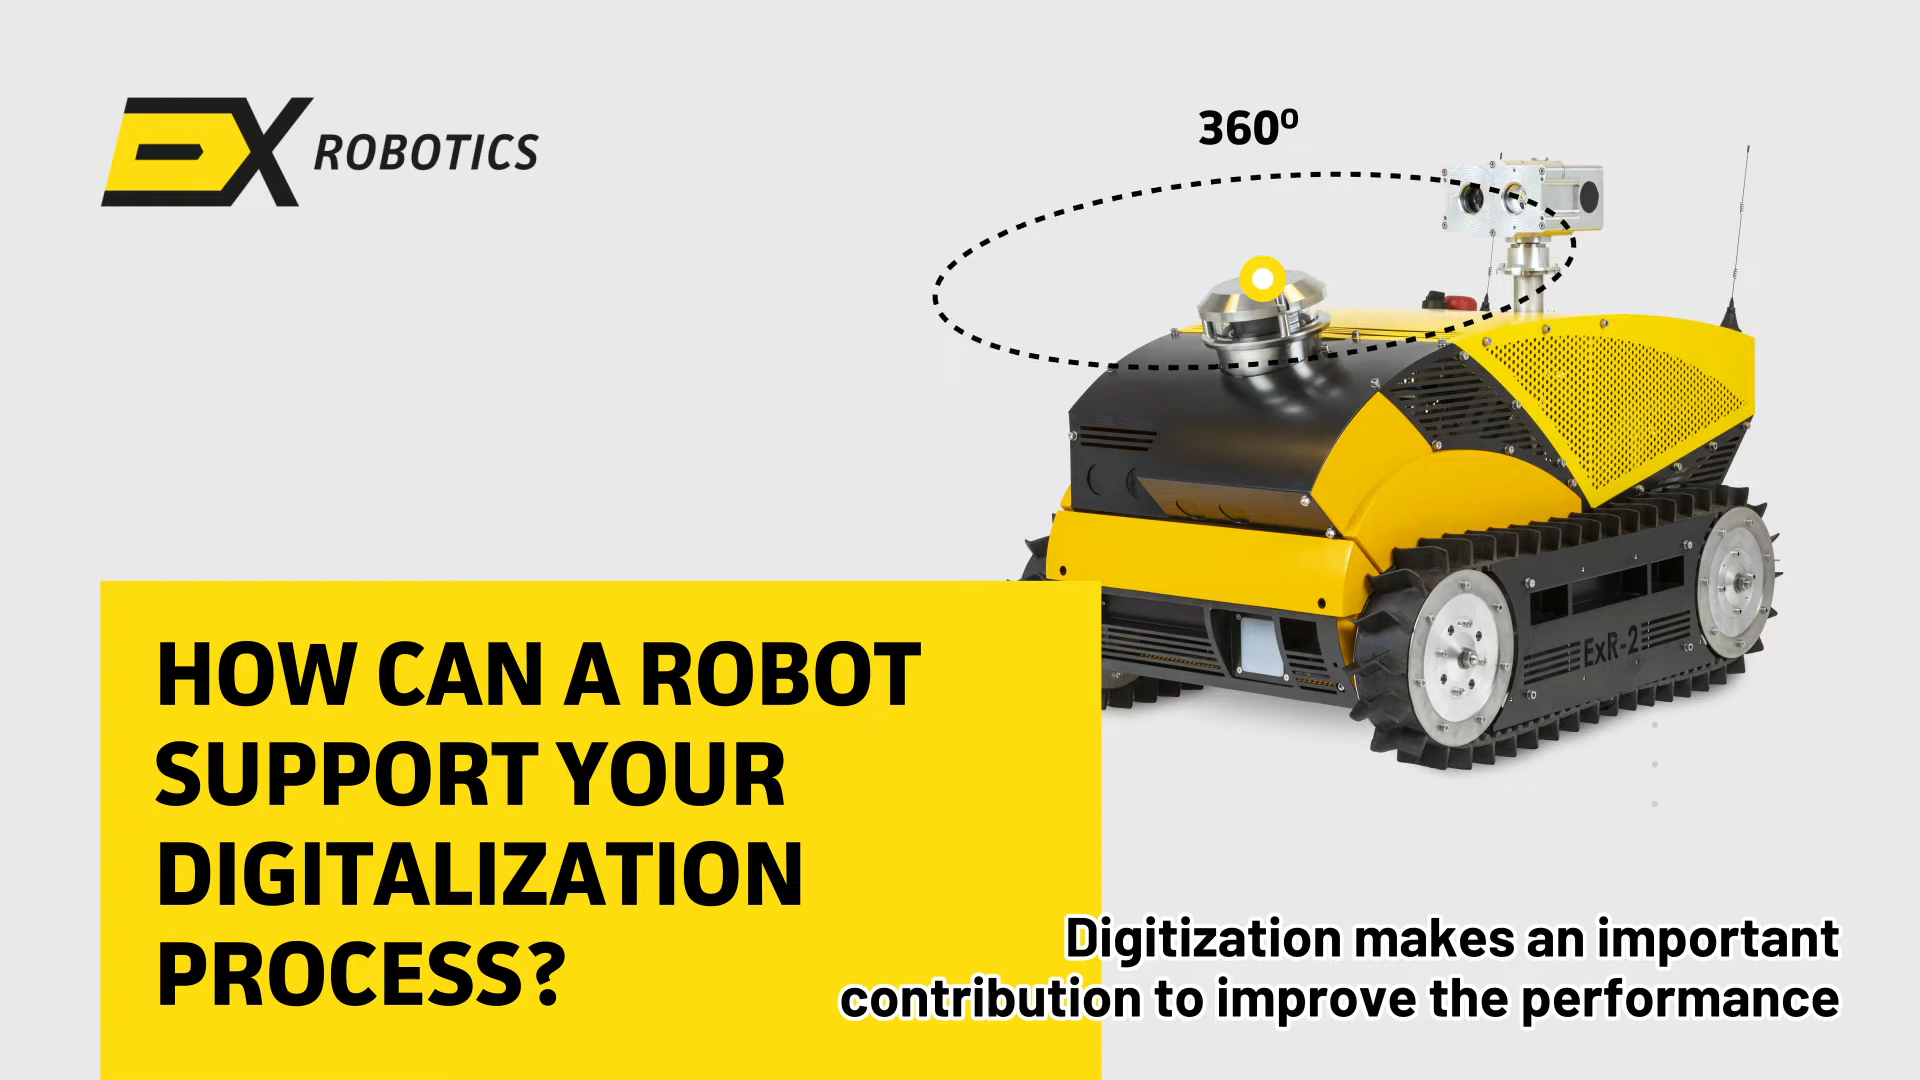 EX ROBOTICS
360º
ExR-2
HOW CAN A ROBOT
SUPPORT YOUR
DIGITALIZATION
PROCESS?
Digitization makes an important
contribution to improve the performance